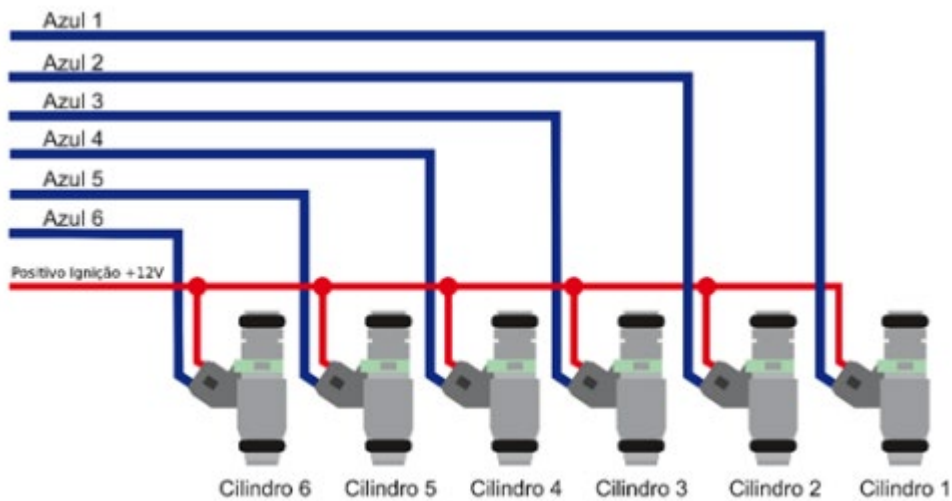 Azul 1
Azul 2
Azul 3
Azul 4
Azul 5
Azul 6
Positivo Ignição +12V
Cilindro 6 Cilindro 5 Cilindro 4 Cilindro 3 Cilindro 2 Cilindro 1